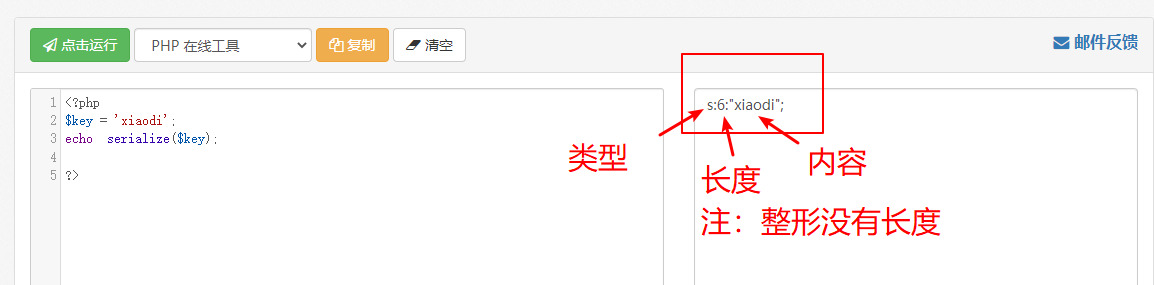 点击运行 PHP 在线工具 复制 清空 邮件反馈
1 <?php
2 $key = 'xiaodi';
3 echo  serialize($key);
4
5 ?>
s:6:"xiaodi";
类型
长度
内容
注：整形没有长度